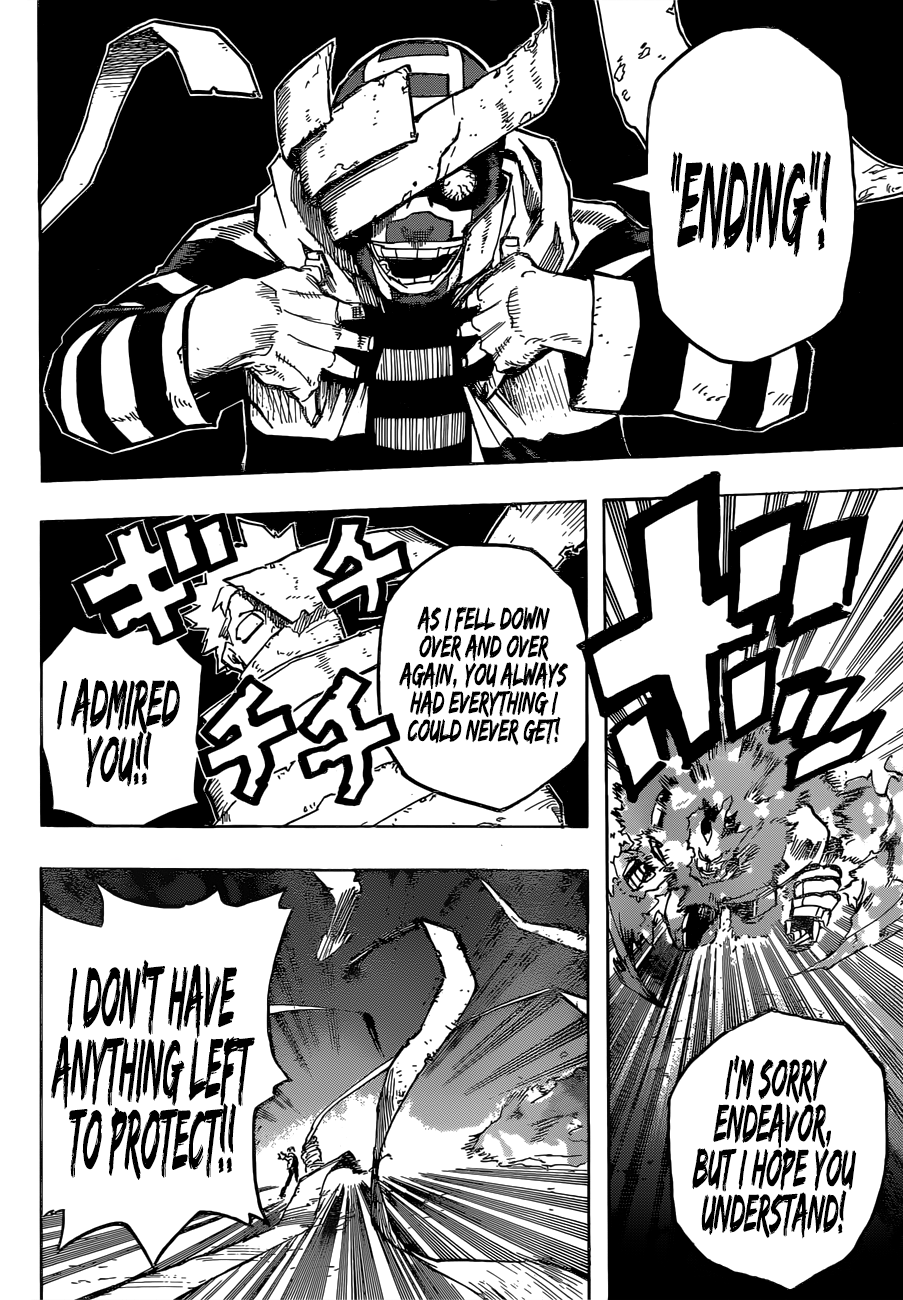 "ENDING"!
I'M SORRY
ENDEAVOR,
BUT I HOPE YOU
UNDERSTAND!
AS I FELL DOWN
OVER AND OVER
AGAIN, YOU ALWAYS
HAD EVERYTHING I
COULD NEVER GET!
ギチ
チチ
I ADMIRED
YOU!!
I DON'T HAVE
ANYTHING LEFT
TO PROTECT!!